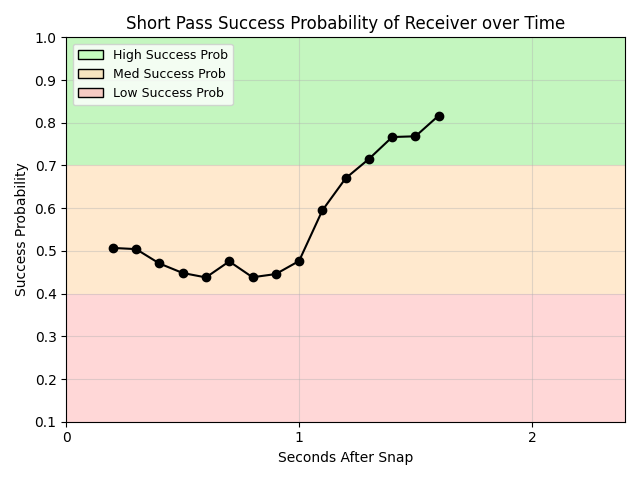 Short Pass Success Probability of Receiver over Time
1.0
High Success Prob
0.9
Med Success Prob
Low Success Prob
0.8
0.7
0.6
0.5
0.4
0.3
0.2
0.1
Success Probability
0
1
2
Seconds After Snap